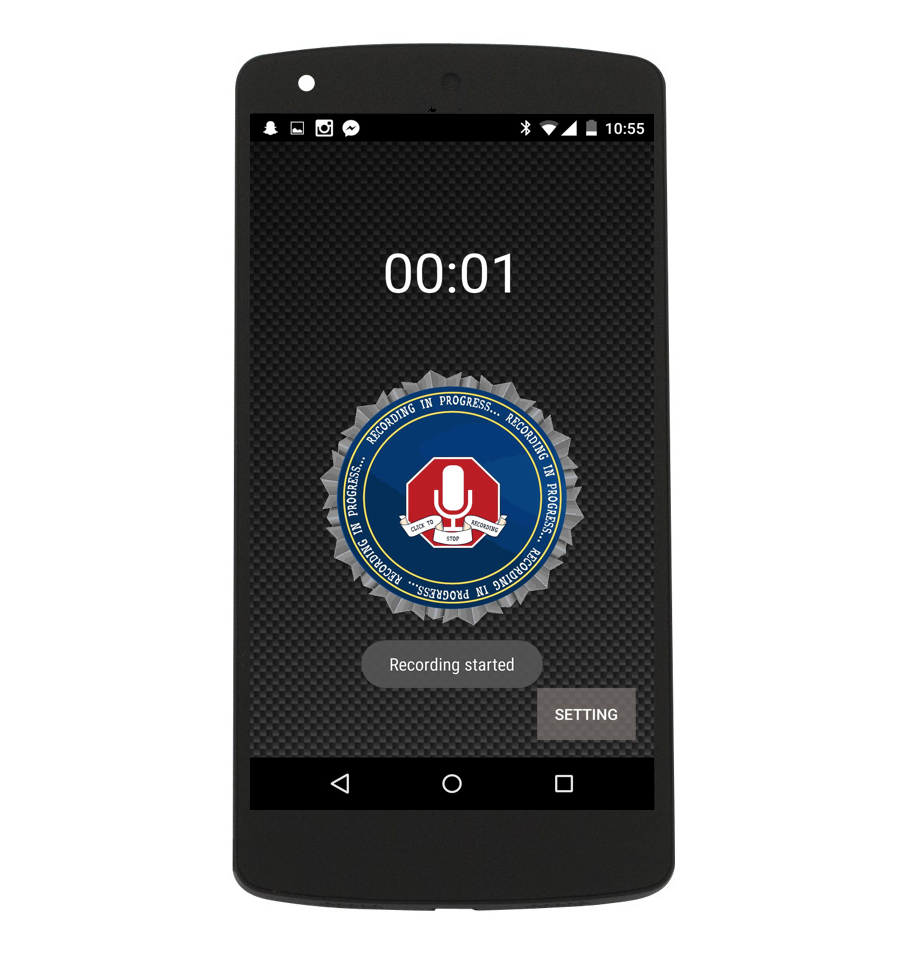 10:55
00:01
RECORDING IN PROGRESS... RECORDING IN PROGRESS... RECORDING IN PROGRESS... RECORDING IN PROGRESS...
CLICK TO
STOP
RECORDING
Recording started
SETTING